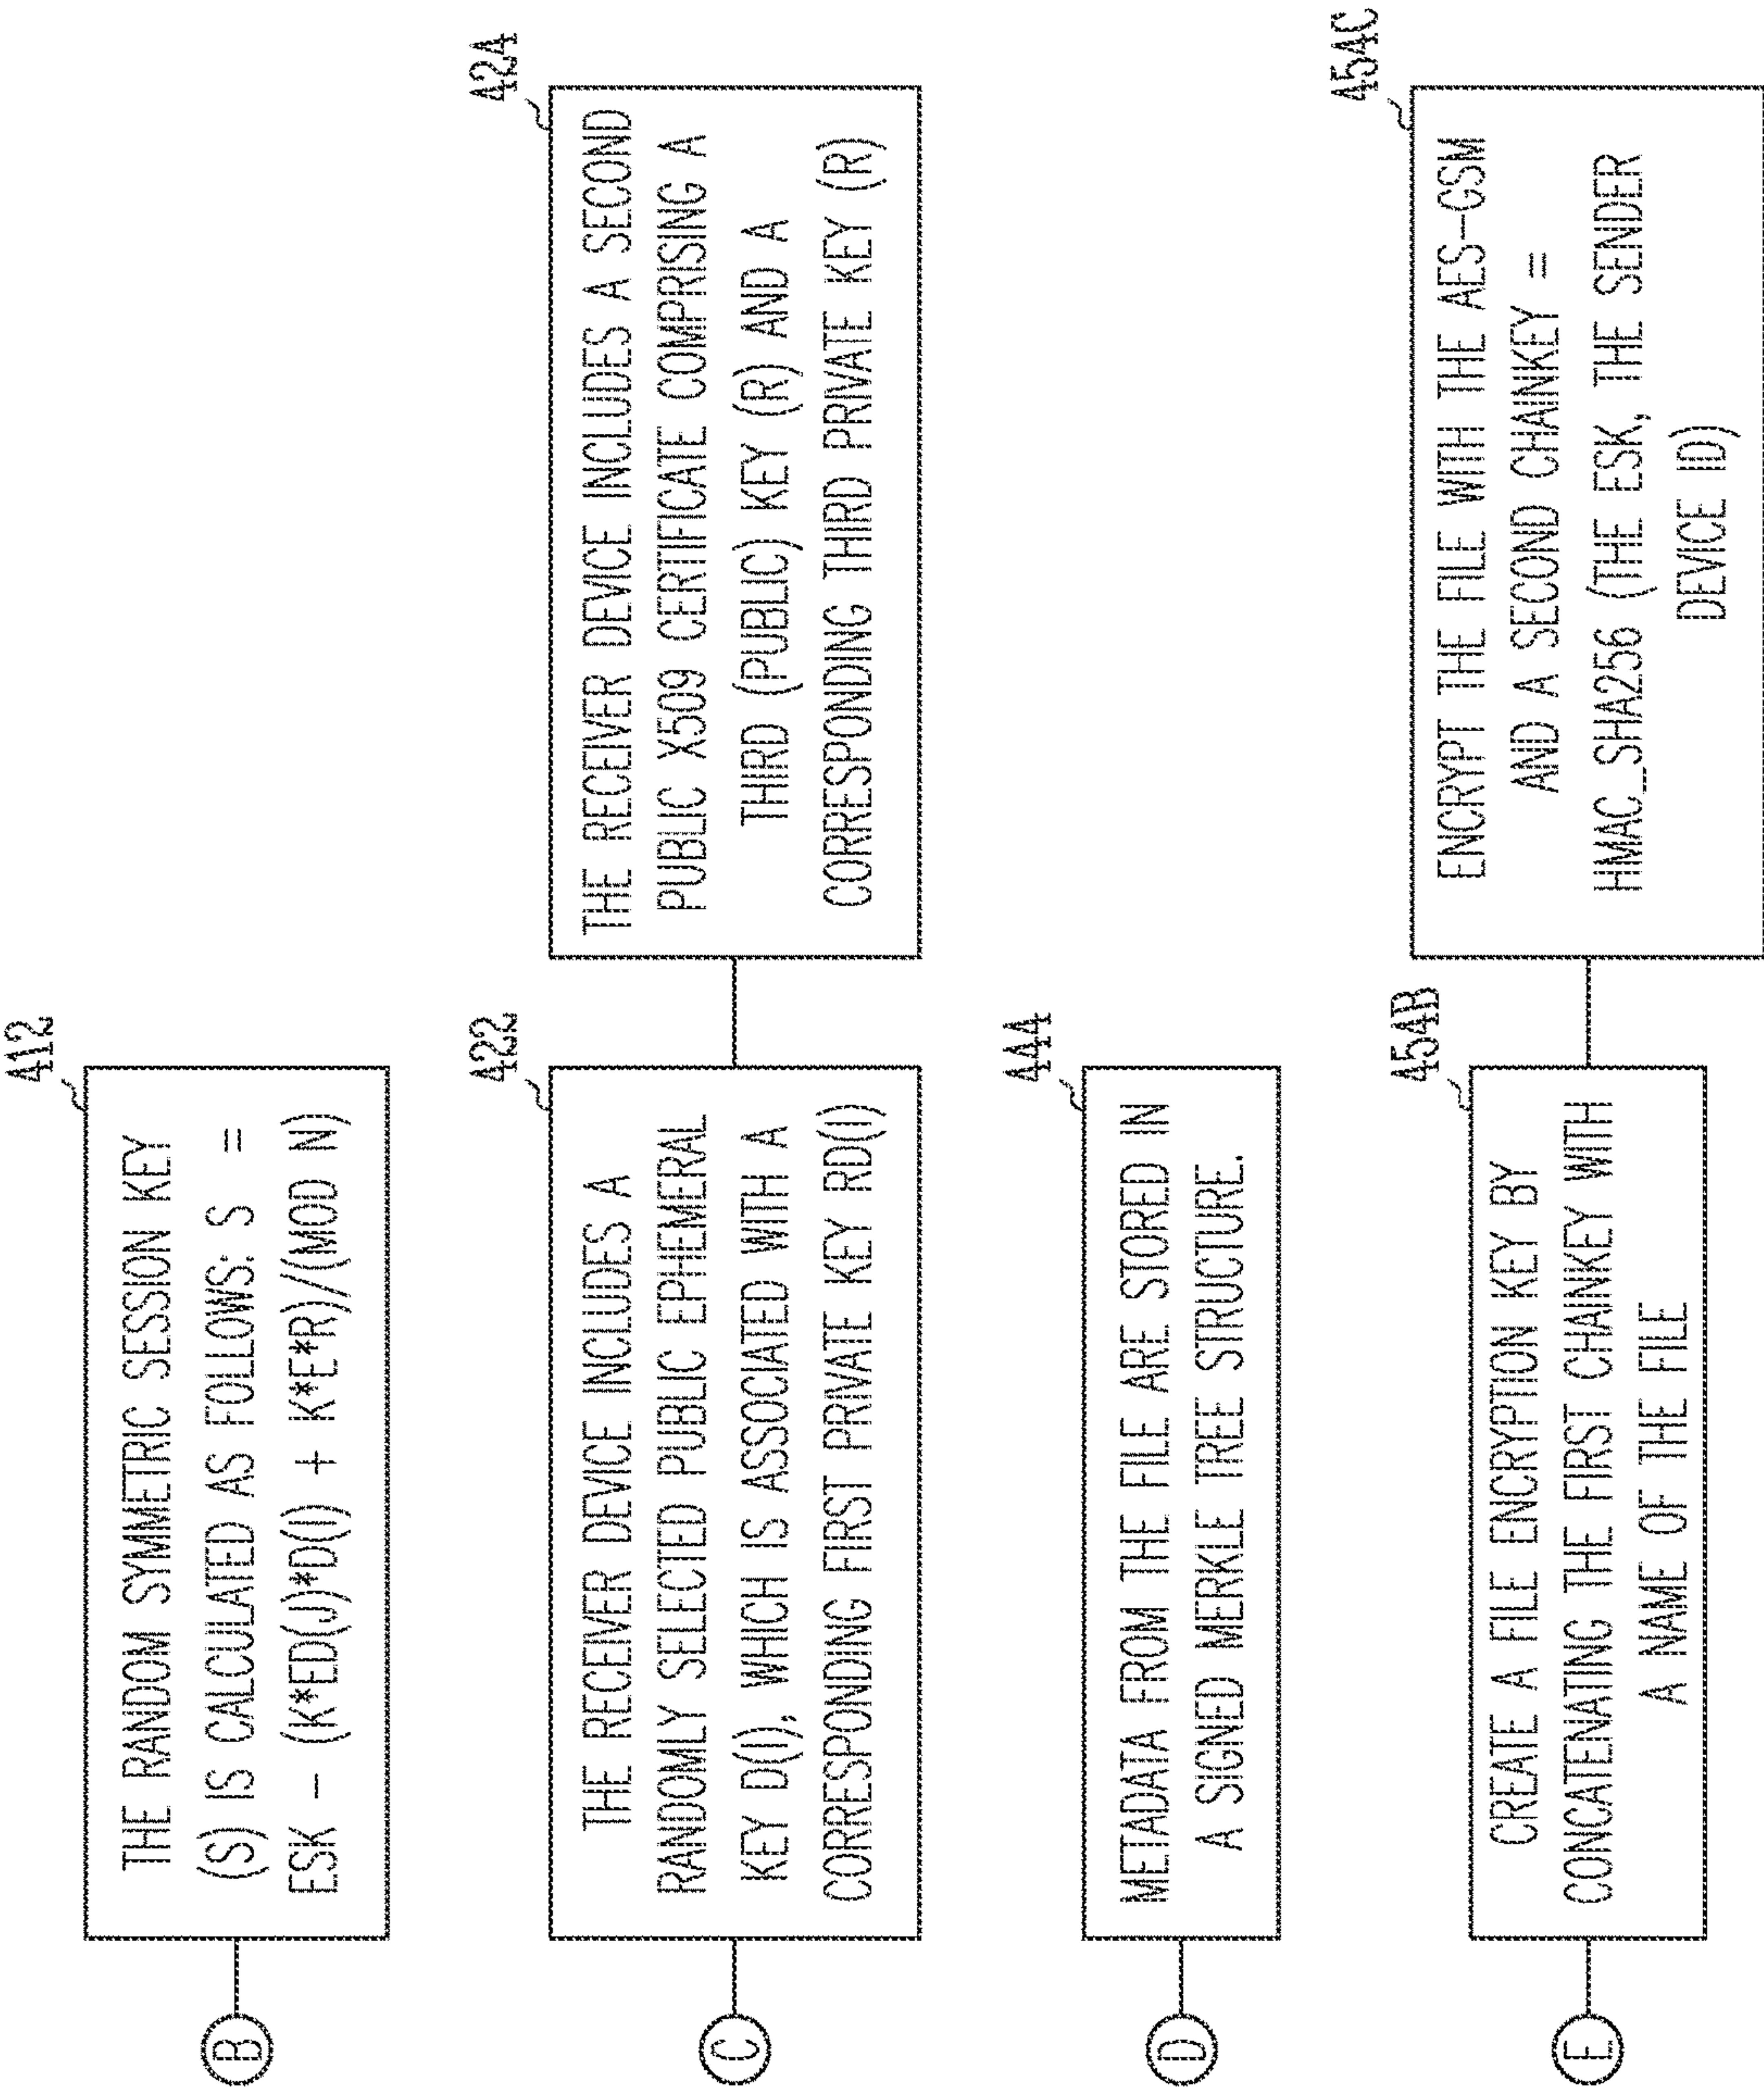 B
412
THE RANDOM SYMMETRIC SESSION KEY
(S) IS CALCULATED AS FOLLOWS: S =
ESK – (K*ED(J)*D(I) + K*E*R)/(MOD N)
C
422
THE RECEIVER DEVICE INCLUDES A
RANDOMLY SELECTED PUBLIC EPHEMERAL
KEY D(I), WHICH IS ASSOCIATED WITH A
CORRESPONDING FIRST PRIVATE KEY RD(I)
424
THE RECEIVER DEVICE INCLUDES A SECOND
PUBLIC X509 CERTIFICATE COMPRISING A
THIRD (PUBLIC) KEY (R) AND A
CORRESPONDING THIRD PRIVATE KEY (R)
D
444
METADATA FROM THE FILE ARE STORED IN
A SIGNED MERKLE TREE STRUCTURE.
E
454B
CREATE A FILE ENCRYPTION KEY BY
CONCATENATING THE FIRST CHAINKEY WITH
A NAME OF THE FILE
454C
ENCRYPT THE FILE WITH THE AES–GSM
AND A SECOND CHAINKEY =
HMAC_SHA256 (THE ESK, THE SENDER
DEVICE ID)